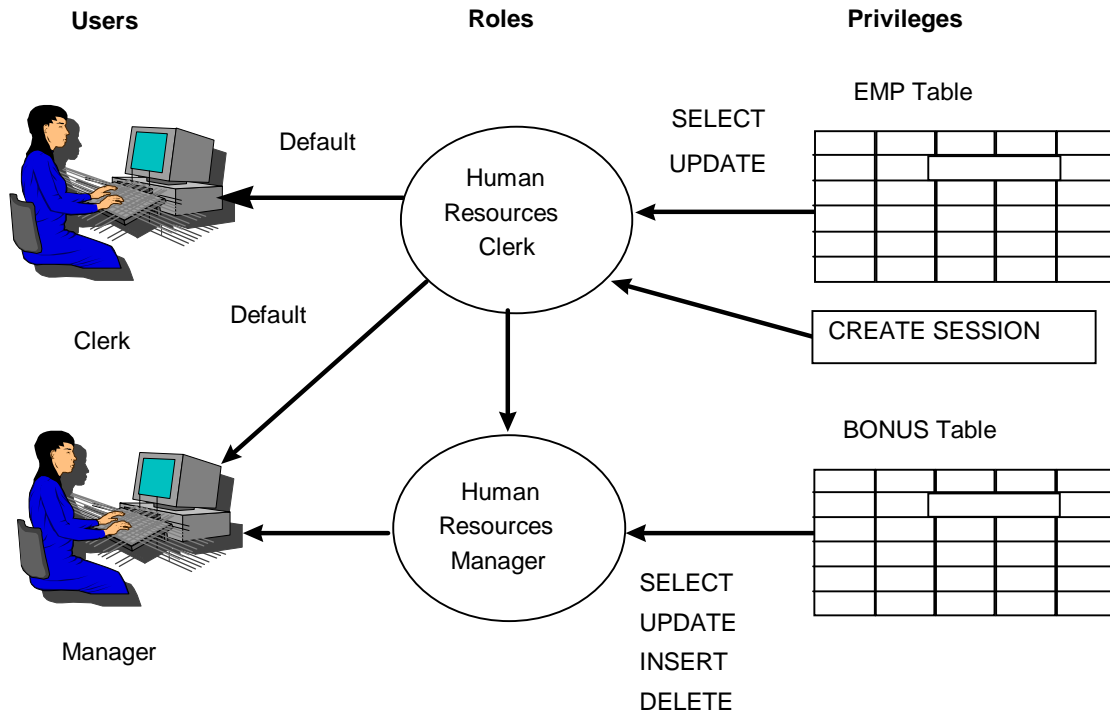 Users
Roles
Privileges
EMP Table
SELECT
UPDATE
Default
Human
Resources
Clerk
Default
Clerk
CREATE SESSION
BONUS Table
Human
Resources
Manager
SELECT
UPDATE
INSERT
DELETE
Manager